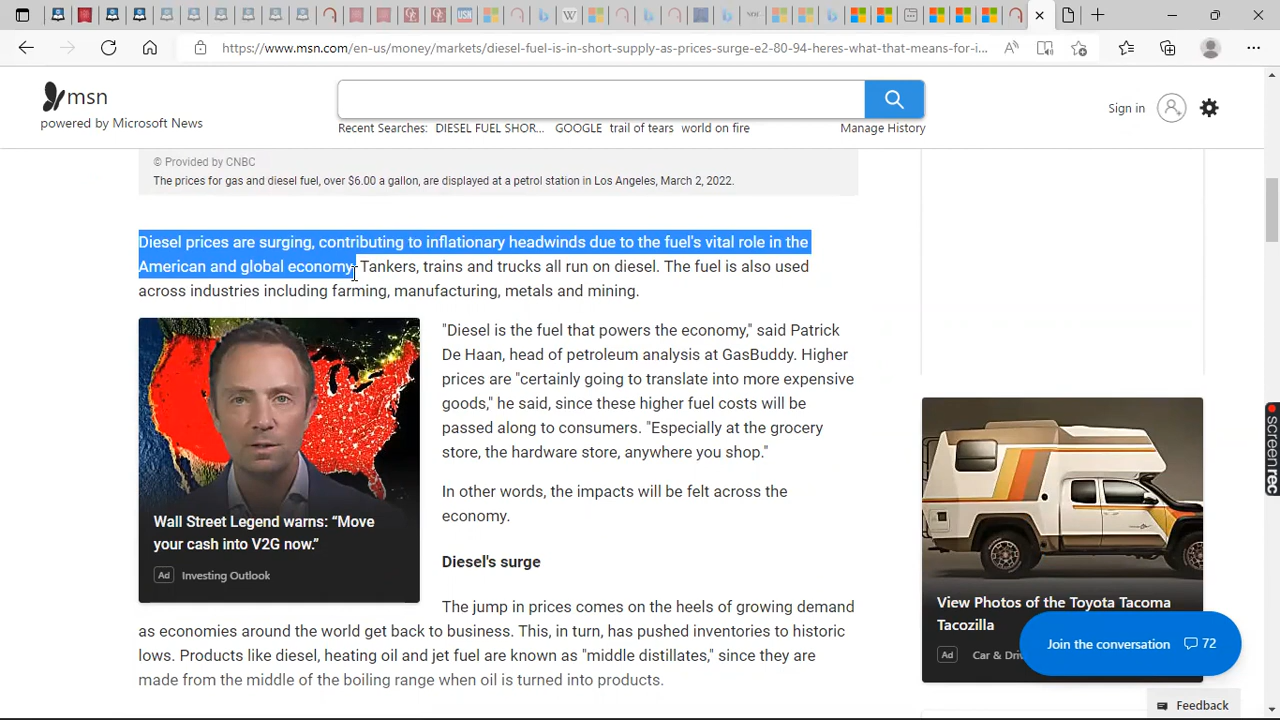 https://www.msn.com/en-us/money/markets/diesel-fuel-is-in-short-supply-as-prices-surge-e2-80-94-heres-what-that-means-for-i...
msn
powered by Microsoft News
Sign in
Recent Searches: DIESEL FUEL SHOR... GOOGLE trail of tears world on fire Manage History
© Provided by CNBC
The prices for gas and diesel fuel, over $6.00 a gallon, are displayed at a petrol station in Los Angeles, March 2, 2022.
Diesel prices are surging, contributing to inflationary headwinds due to the fuel's vital role in the
American and global economy. Tankers, trains and trucks all run on diesel. The fuel is also used
across industries including farming, manufacturing, metals and mining.
"Diesel is the fuel that powers the economy," said Patrick
De Haan, head of petroleum analysis at GasBuddy. Higher
prices are "certainly going to translate into more expensive
goods," he said, since these higher fuel costs will be
passed along to consumers. "Especially at the grocery
store, the hardware store, anywhere you shop."
In other words, the impacts will be felt across the
economy.
Diesel's surge
The jump in prices comes on the heels of growing demand
as economies around the world get back to business. This, in turn, has pushed inventories to historic
lows. Products like diesel, heating oil and jet fuel are known as "middle distillates," since they are
made from the middle of the boiling range when oil is turned into products.
Wall Street Legend warns: “Move
your cash into V2G now.”
Ad Investing Outlook
View Photos of the Toyota Tacoma
Tacozilla
Ad Car & Dri
Join the conversation 72
Feedback
screenrec